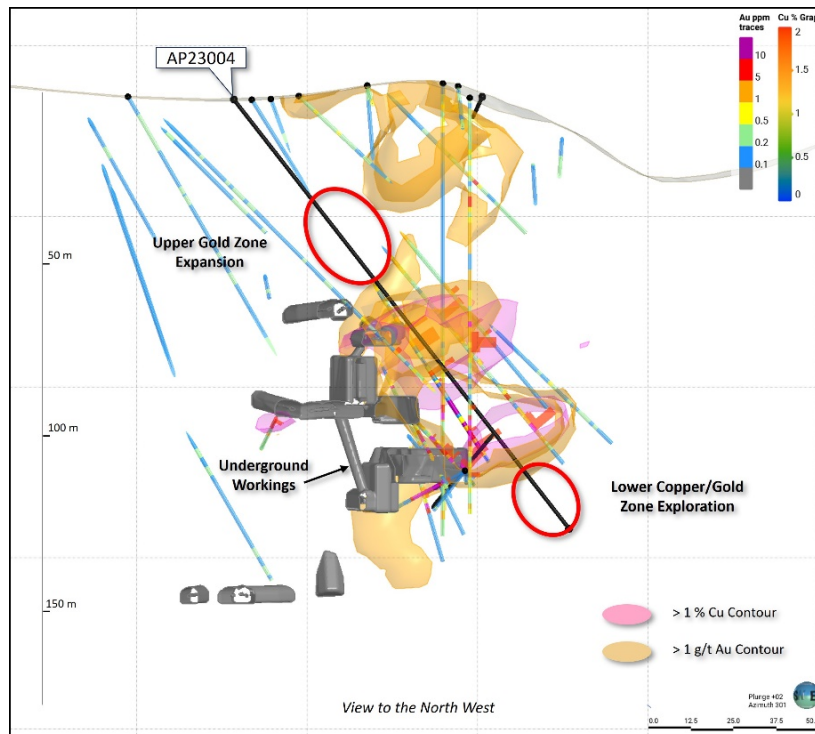 AP23004
Au ppm
traces
Cu % Grap
10
5
1
0.5
0.2
0.1
2
1.5
1
0.5
0
Upper Gold Zone
Expansion
50 m
100 m
Underground
Workings
Lower Copper/Gold
Zone Exploration
150 m
> 1 % Cu Contour
> 1 g/t Au Contour
View to the North West
Plunge +02
Azimuth 301
E
0.0 12.5 25.0 37.5 50.